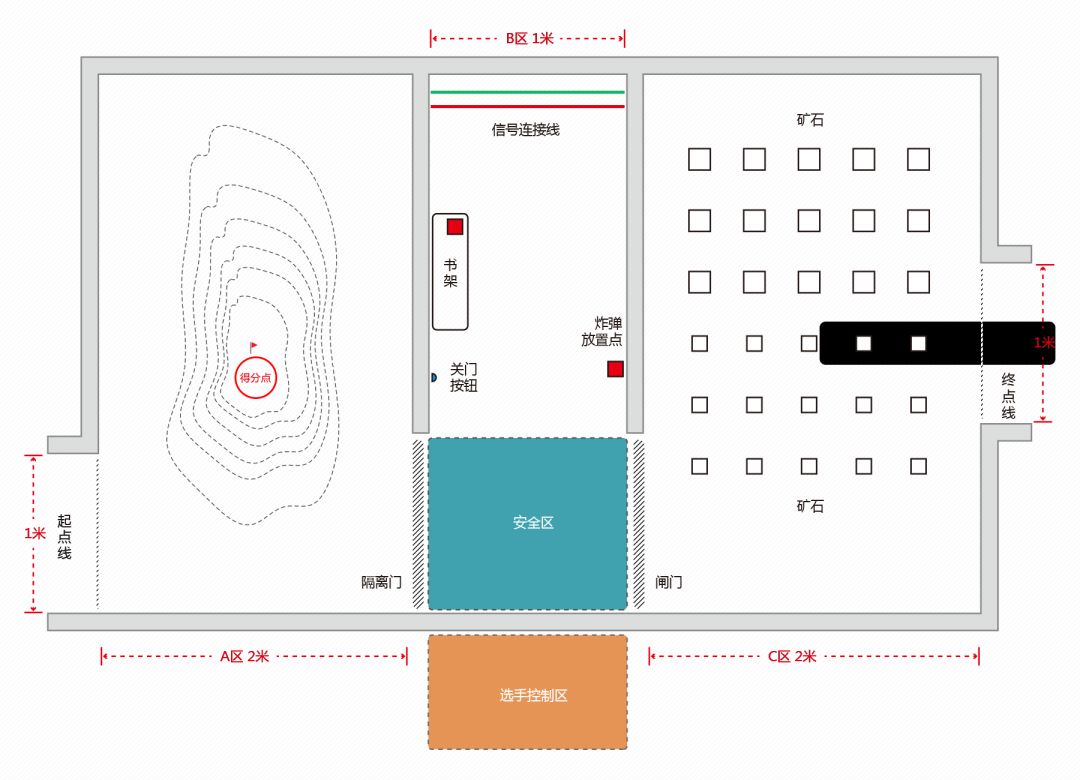 B区 1米
信号连接线
矿石
书
架
炸弹
放置点
关门
按钮
得分点
1米
终
点
线
起
点
线
1米
安全区
矿石
隔离门
闸门
A区 2米
C区 2米
选手控制区